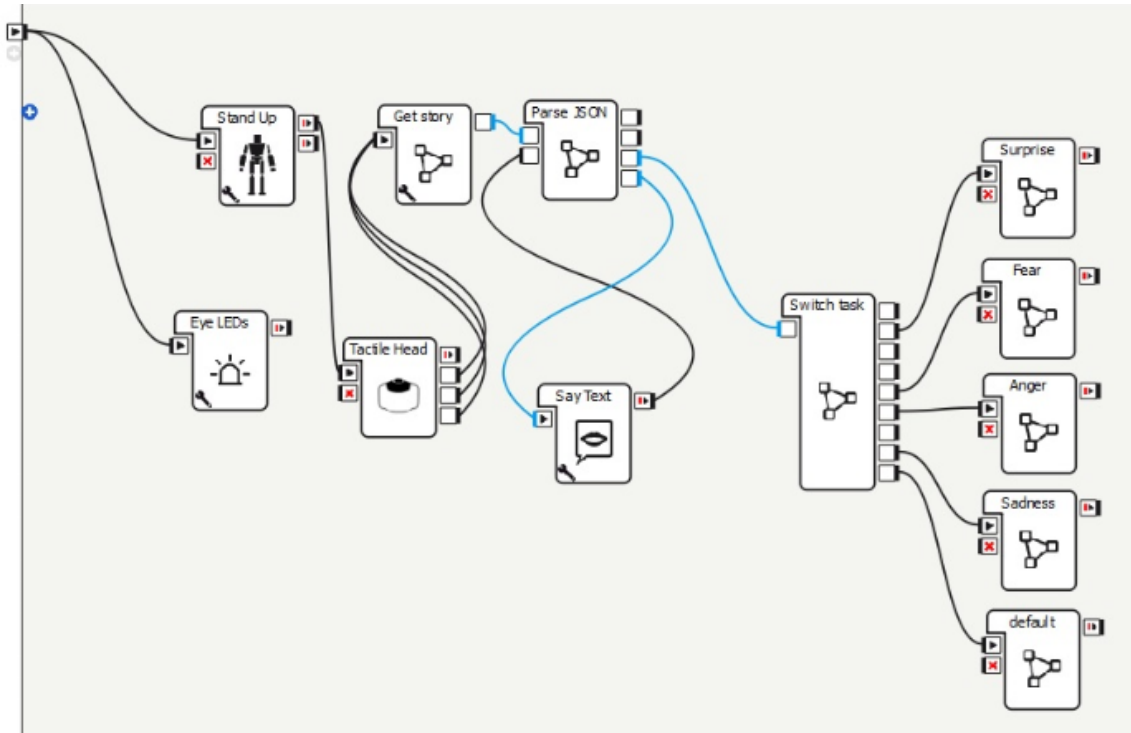 Stand Up
Get story
Parse JSON
Surprise
Fear
Eye LEDs
Switch task
Tactile Head
Say Text
Anger
Sadness
default